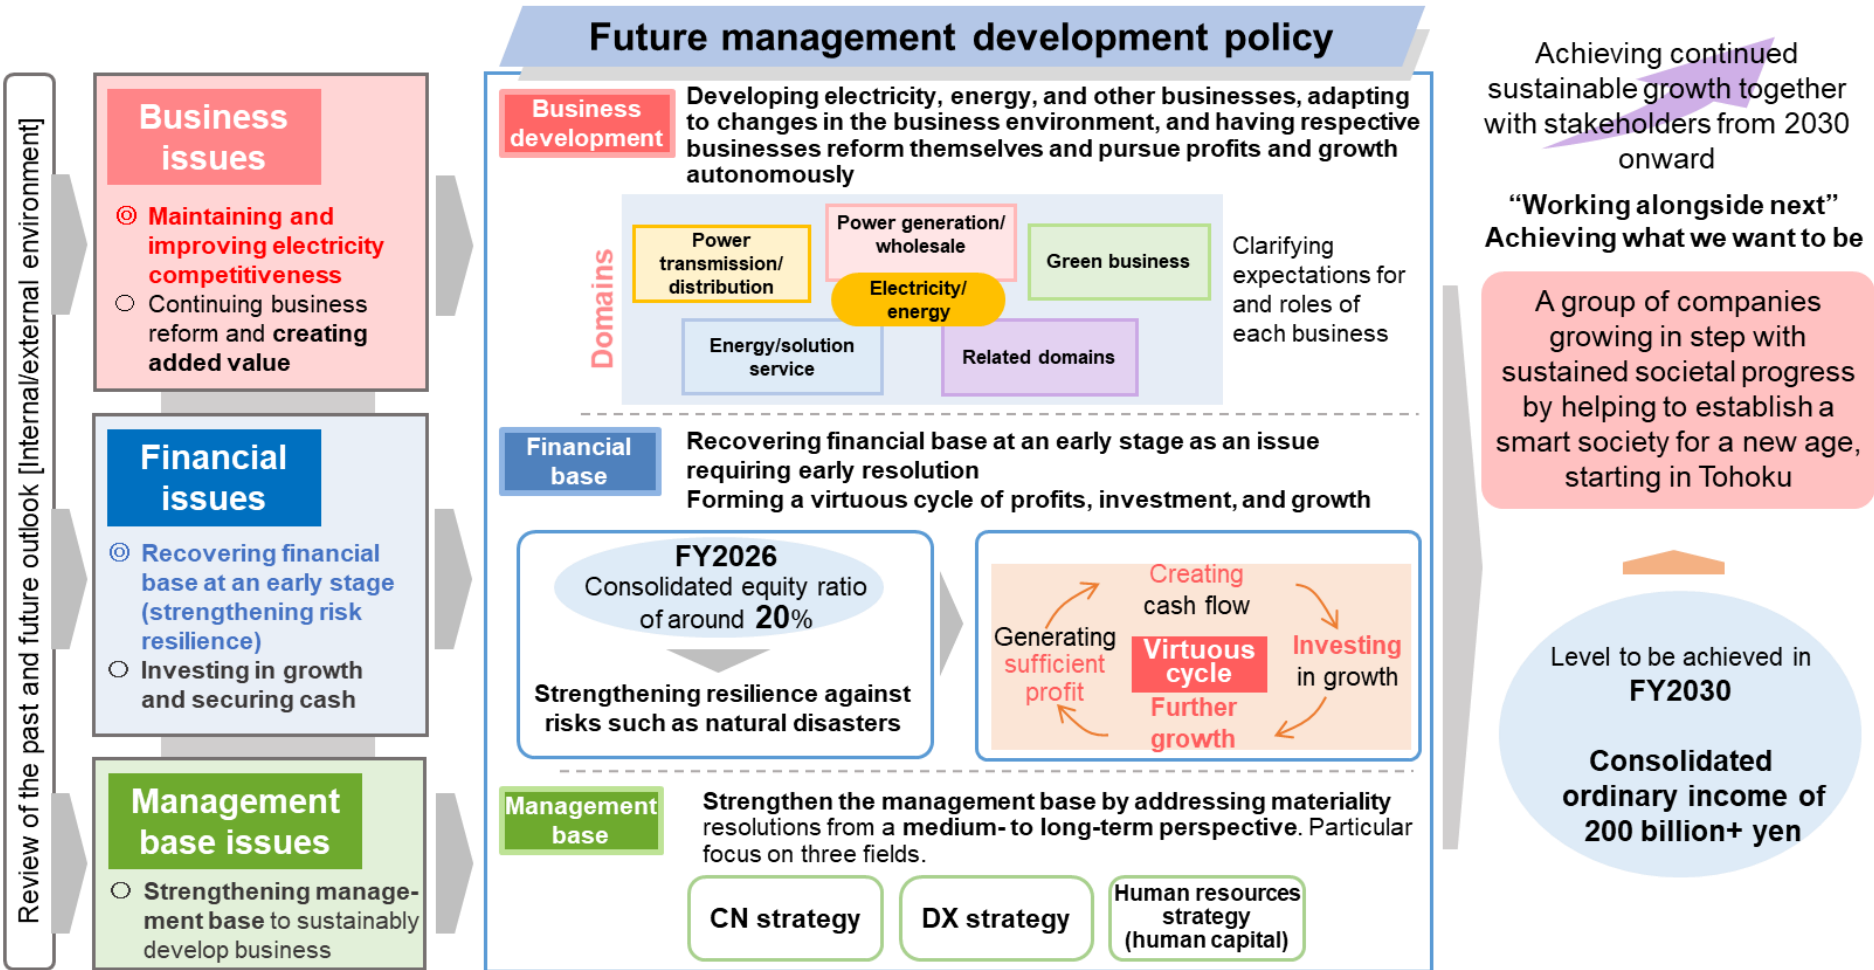 Future management development policy
Review of the past and future outlook [Internal/external environment]
Business
issues
◎ Maintaining and
improving electricity
competitiveness
○ Continuing business
reform and creating
added value
Financial
issues
◎ Recovering financial
base at an early stage
(strengthening risk
resilience)
○ Investing in growth
and securing cash
Management
base issues
○ Strengthening manage-
ment base to sustainably
develop business
Business
development
Developing electricity, energy, and other businesses, adapting
to changes in the business environment, and having respective
businesses reform themselves and pursue profits and growth
autonomously
Domains
Power
transmission/
distribution
Power generation/
wholesale
Green business
Electricity/
energy
Energy/solution
service
Related domains
Clarifying
expectations for
and roles of
each business
Financial
base
Recovering financial base at an early stage as an issue
requiring early resolution
Forming a virtuous cycle of profits, investment, and growth
FY2026
Consolidated equity ratio
of around 20%
Strengthening resilience against
risks such as natural disasters
Creating
cash flow
Generating
sufficient
profit
Virtuous
cycle
Investing
in growth
Further
growth
Management
base
Strengthen the management base by addressing materiality
resolutions from a medium- to long-term perspective. Particular
focus on three fields.
CN strategy
DX strategy
Human resources
strategy
(human capital)
Achieving continued
sustainable growth together
with stakeholders from 2030
onward
“Working alongside next”
Achieving what we want to be
A group of companies
growing in step with
sustained societal progress
by helping to establish a
smart society for a new age,
starting in Tohoku
Level to be achieved in
FY2030
Consolidated
ordinary income of
200 billion+ yen